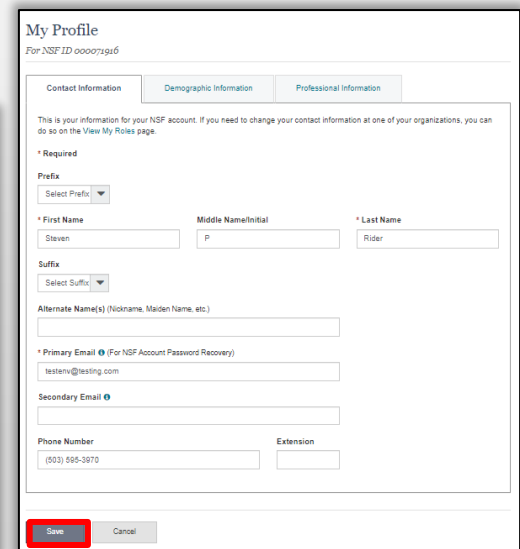 My Profile
For NSF ID 000071916
Contact Information Demographic Information Professional Information
This is your information for your NSF account. If you need to change your contact information at one of your organizations, you can
do so on the View My Roles page.
* Required
Prefix
Select Prefix
* First Name Middle Name/Initial * Last Name
Steven P Rider
Suffix
Select Suffix
Alternate Name(s) (Nickname, Maiden Name, etc.)
* Primary Email (For NSF Account Password Recovery)
testenv@testing.com
Secondary Email
Phone Number Extension
(503) 595-3970
Save Cancel